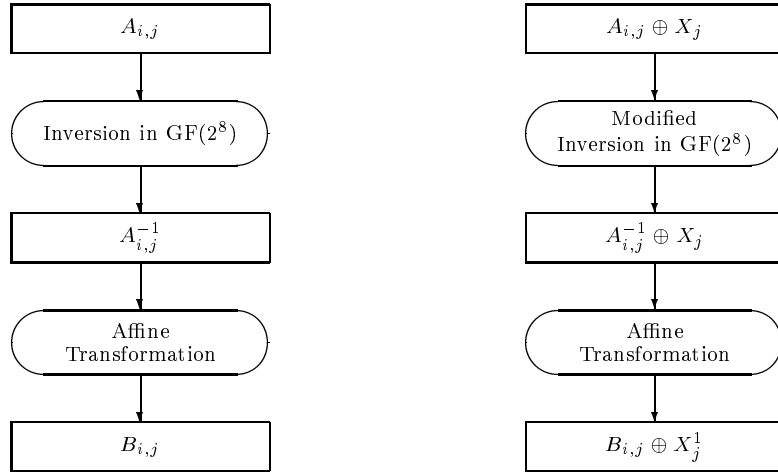 A_{i,j}
Inversion in GF(2^8)
A_{i,j}^{-1}
Affine
Transformation
B_{i,j}
A_{i,j} ⊕ X_j
Modified
Inversion in GF(2^8)
A_{i,j}^{-1} ⊕ X_j
Affine
Transformation
B_{i,j} ⊕ X_j^1